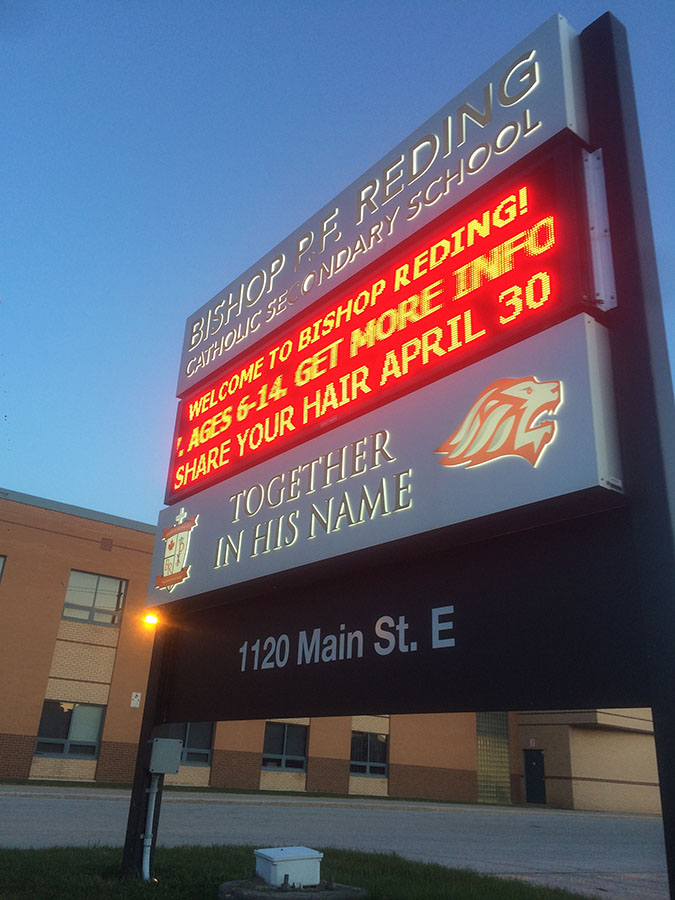 BISHOP P.F. REDING
CATHOLIC SECONDARY SCHOOL
WELCOME TO BISHOP REDING!
. AGES 6-14. GET MORE INFO
SHARE YOUR HAIR APRIL 30
TOGETHER
IN HIS NAME
1120 Main St. E